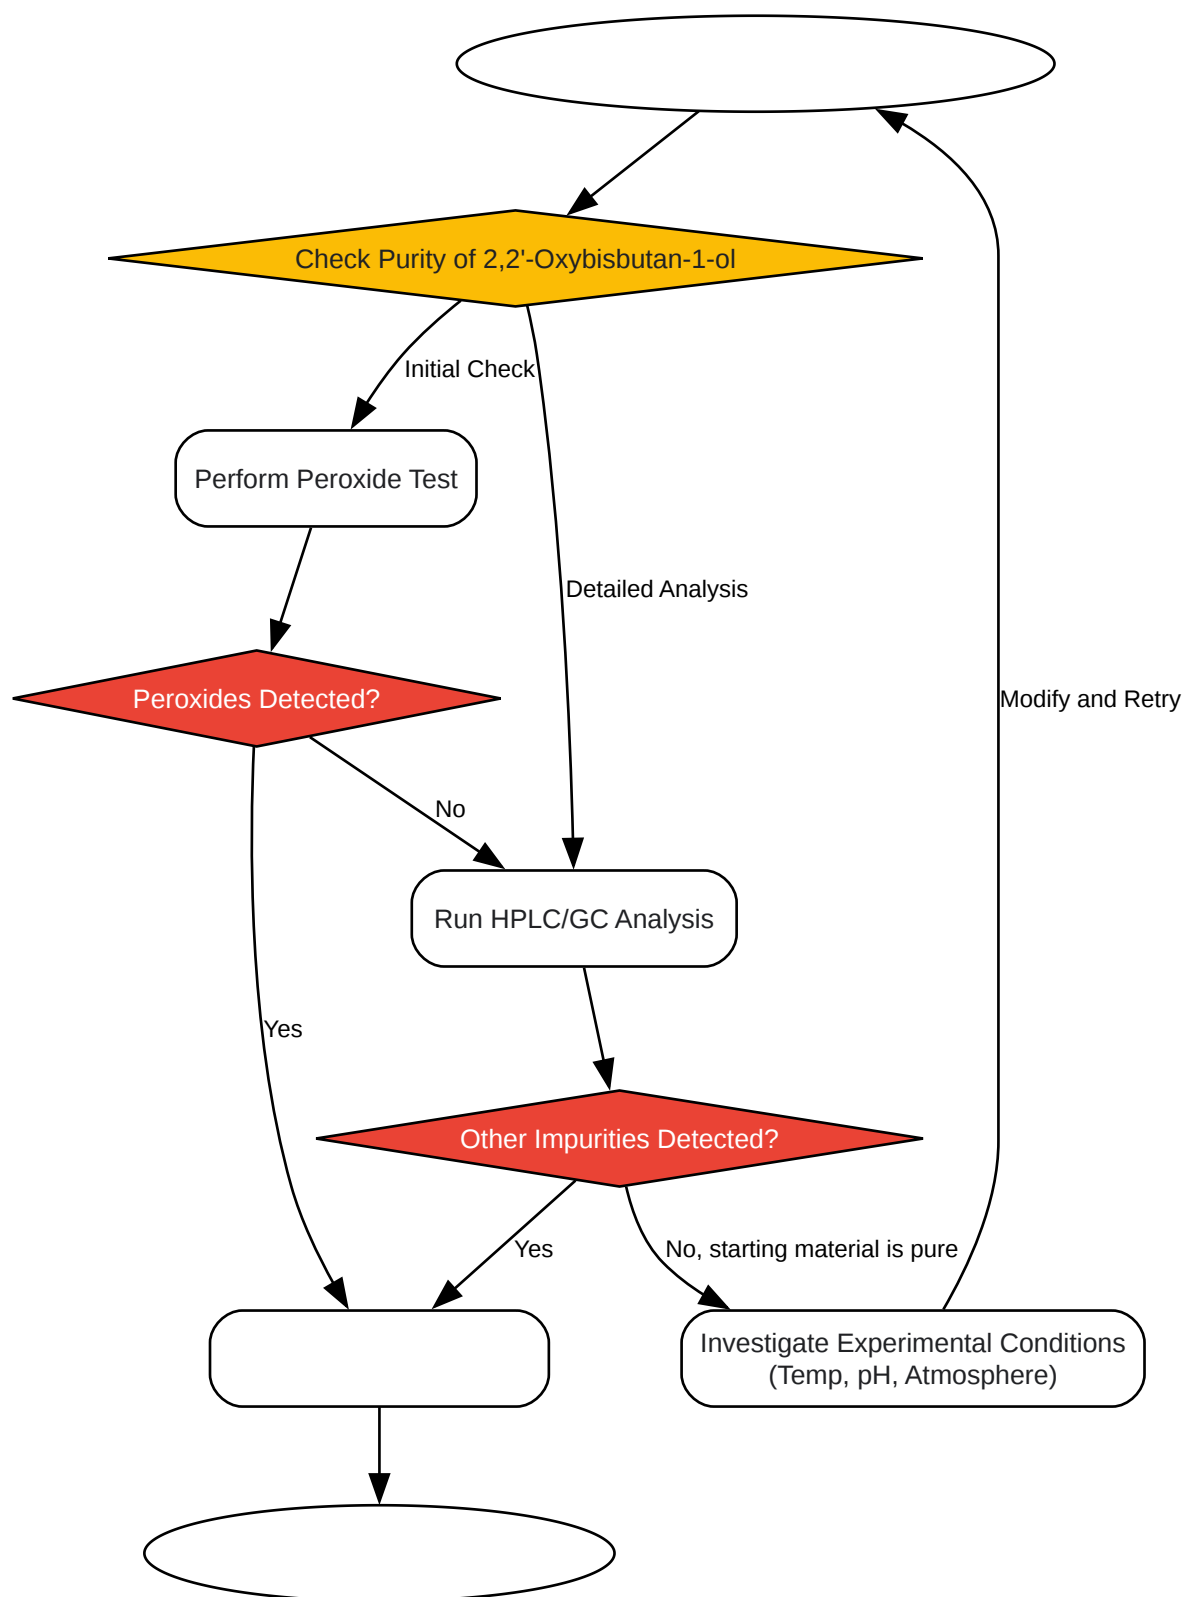 Check Purity of 2,2'-Oxybisbutan-1-ol
Initial Check
Perform Peroxide Test
Detailed Analysis
Peroxides Detected?
Modify and Retry
No
Run HPLC/GC Analysis
Yes
Other Impurities Detected?
Yes
No, starting material is pure
Investigate Experimental Conditions
(Temp, pH, Atmosphere)